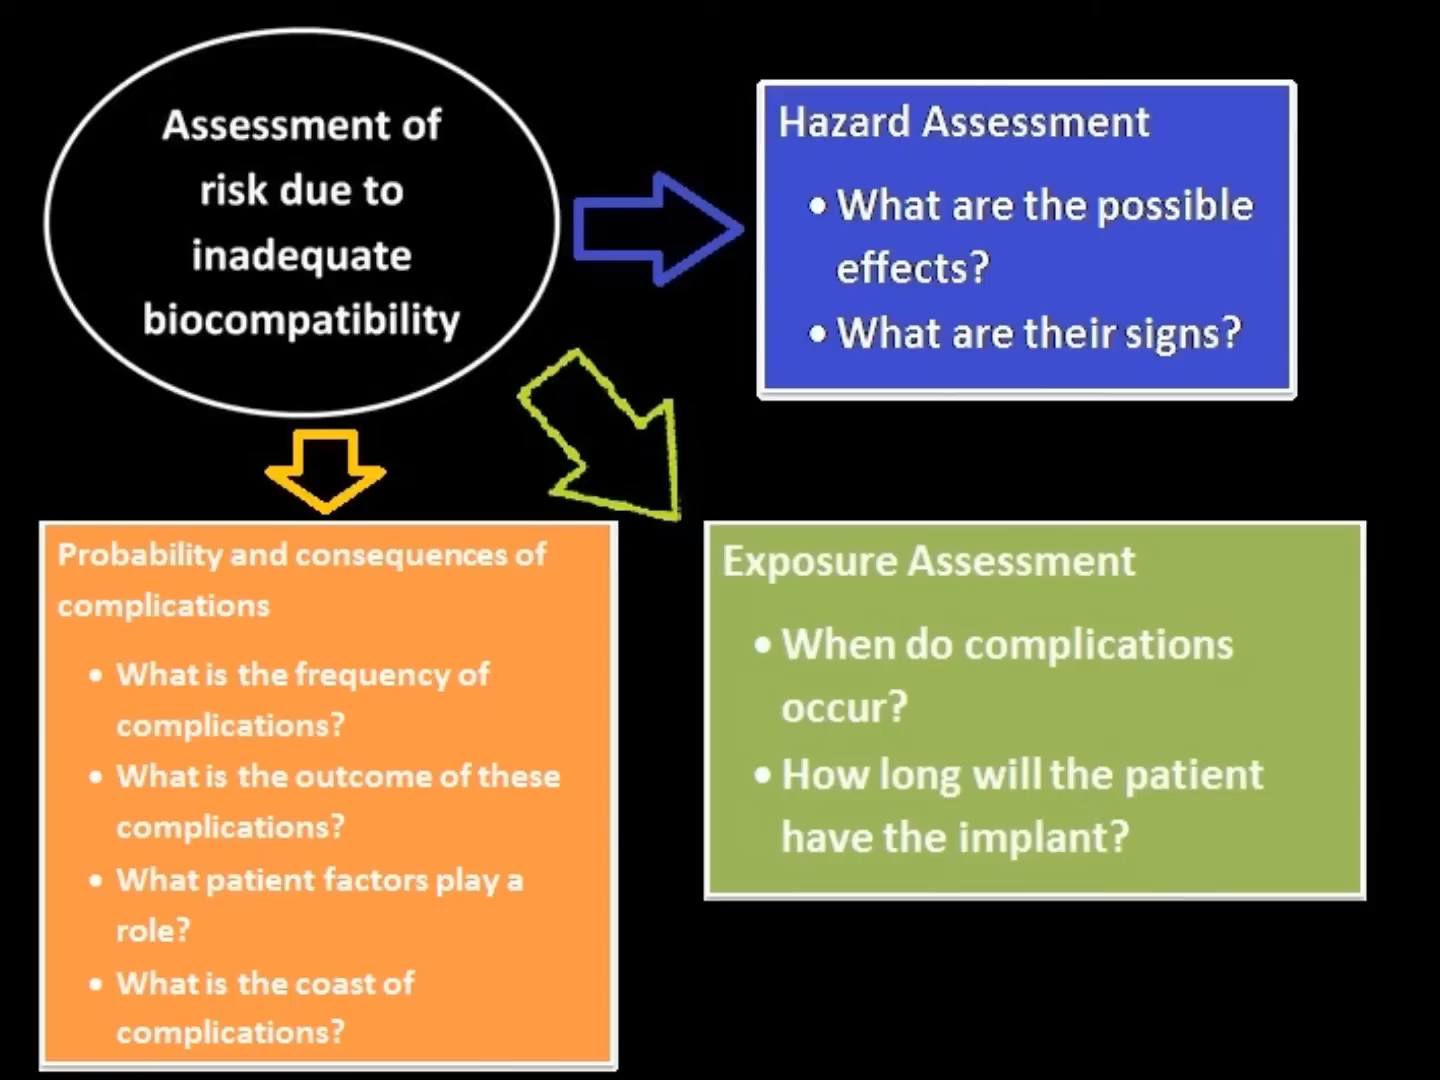 Assessment of
risk due to
inadequate
biocompatibility
Hazard Assessment
• What are the possible
effects?
• What are their signs?
Probability and consequences of
complications
• What is the frequency of
complications?
• What is the outcome of these
complications?
• What patient factors play a
role?
• What is the coast of
complications?
Exposure Assessment
• When do complications
occur?
• How long will the patient
have the implant?